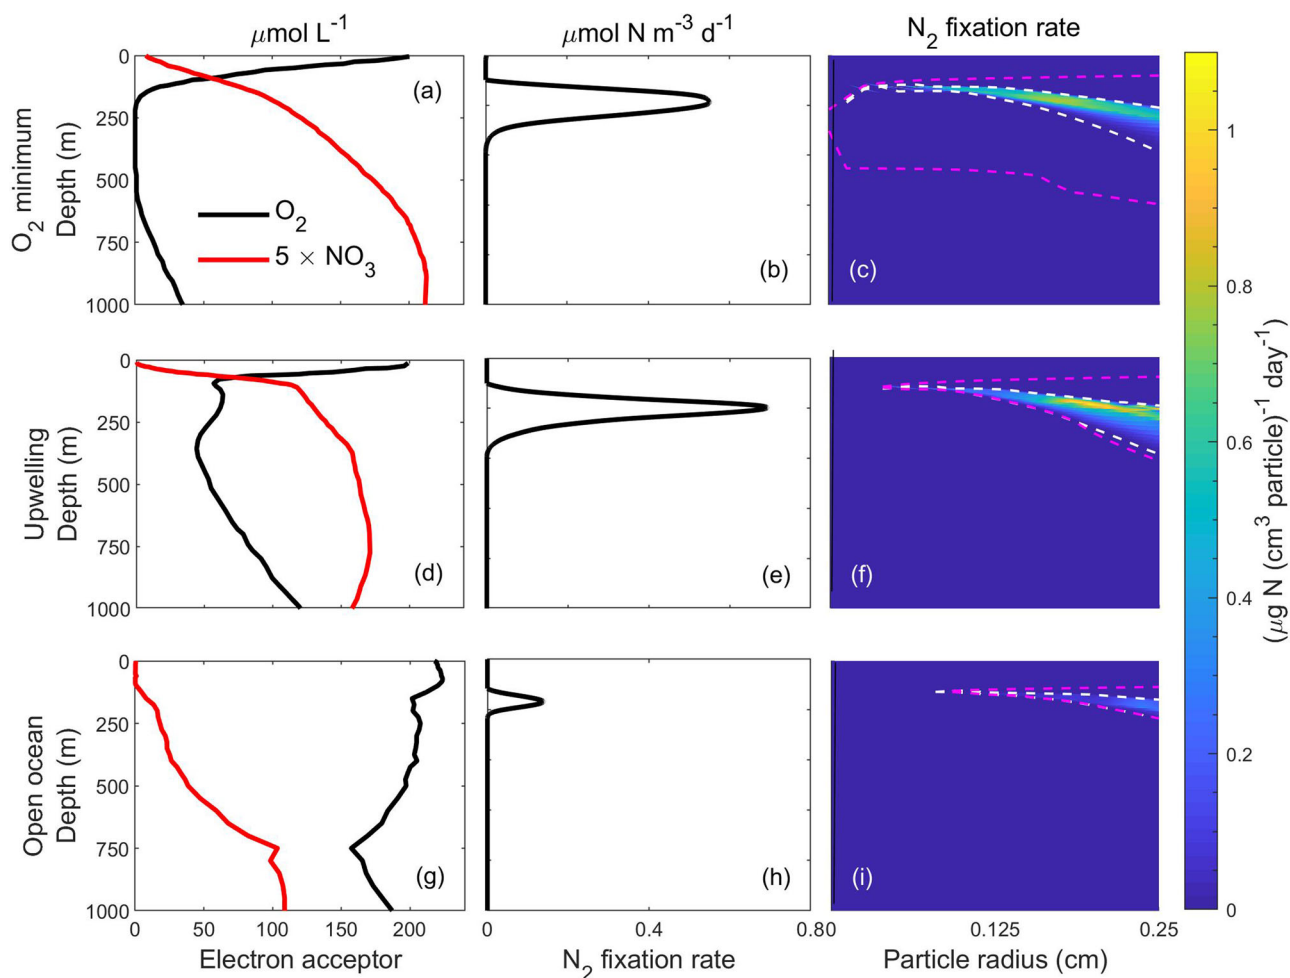 μmol L⁻¹
μmol N m⁻³ d⁻¹
N₂ fixation rate
O₂ minimum
Depth (m)
0
250
500
750
1000
(a)
O₂
5 × NO₃
(b)
(c)
Upwelling
Depth (m)
0
250
500
750
1000
(d)
(e)
(f)
Open ocean
Depth (m)
0
250
500
750
1000
(g)
(h)
(i)
0 50 100 150 200
Electron acceptor
0 0.4 0.8
N₂ fixation rate
0.125 0.25
Particle radius (cm)
1
0.8
0.6
0.4
0.2
0
(μg N (cm³ particle)⁻¹ day⁻¹)